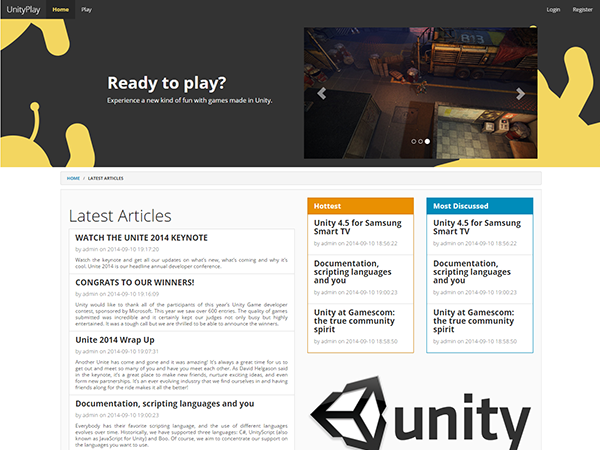 UnityPlay Home Play Login Register
Ready to play?
Experience a new kind of fun with games made in Unity.
B13
HOME / LATEST ARTICLES
Latest Articles
WATCH THE UNITE 2014 KEYNOTE
by admin on 2014-09-10 19:17:20
Watch the keynote and get all our updates on what's new, what's coming and why it's
cool. Unite 2014 is our headline annual developer conference.
CONGRATS TO OUR WINNERS!
by admin on 2014-09-10 19:16:09
Unity would like to thank all of the participants of this year's Unity Game developer
contest, sponsored by Microsoft. This year we saw over 600 entries. The quality of games
submitted was incredible and it certainly kept our judges not only busy but highly
entertained. It was a tough call but we are thrilled to be able to announce the winners.
Unite 2014 Wrap Up
by admin on 2014-09-10 19:07:31
Another Unite has come and gone and it was amazing! It's always a great time for us to
get out and meet so many of you and have you meet each other. As David Helgason said
in the keynote, it's a great place to make new friends, nurture exciting ideas, and even
form new partnerships. It's an ever evolving industry that we find ourselves in and having
friends along for the ride makes it all the better!
Documentation, scripting languages and you
by admin on 2014-09-10 19:00:23
Everybody has their favorite scripting language, and the use of different languages
evolves over time. Historically, we have supported three languages: C#, UnityScript (also
known as JavaScript for Unity) and Boo. Of course, we aim to concentrate our support on
the languages you want to use.
Hottest
Unity 4.5 for Samsung
Smart TV
by admin on 2014-09-10 18:56:22
Documentation,
scripting languages
and you
by admin on 2014-09-10 19:00:23
Unity at Gamescom:
the true community
spirit
by admin on 2014-09-10 18:58:50
Most Discussed
Unity 4.5 for Samsung
Smart TV
by admin on 2014-09-10 18:56:22
Documentation,
scripting languages
and you
by admin on 2014-09-10 19:00:23
Unity at Gamescom:
the true community
spirit
by admin on 2014-09-10 18:58:50
unity